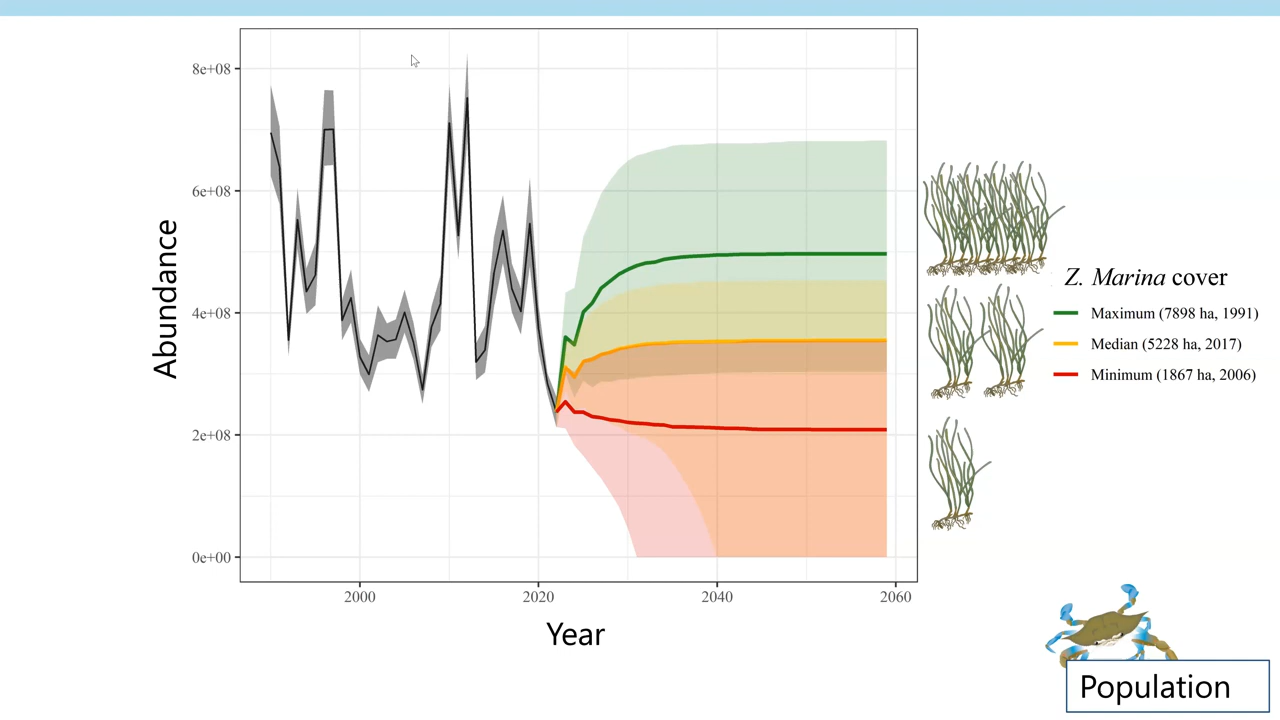 8e+08
6e+08
4e+08
2e+08
0e+00
Abundance
2000
2020
2040
2060
Year
Z. Marina cover
Maximum (7898 ha, 1991)
Median (5228 ha, 2017)
Minimum (1867 ha, 2006)
Population